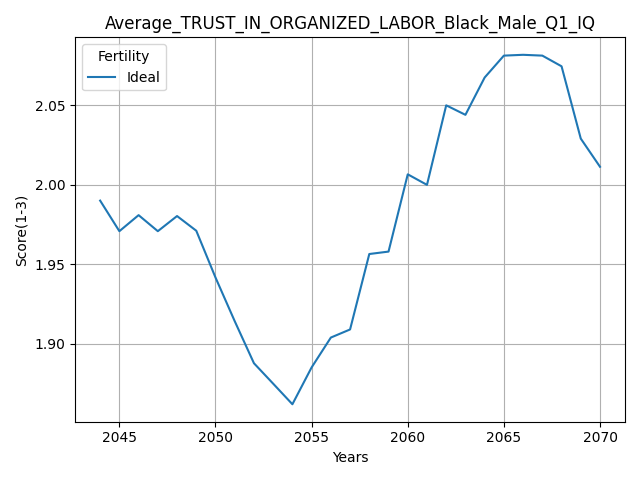 Average_TRUST_IN_ORGANIZED_LABOR_Black_Male_Q1_IQ
Fertility
Ideal
2.05
2.00
1.95
1.90
Score(1-3)
2045 2050 2055 2060 2065 2070
Years